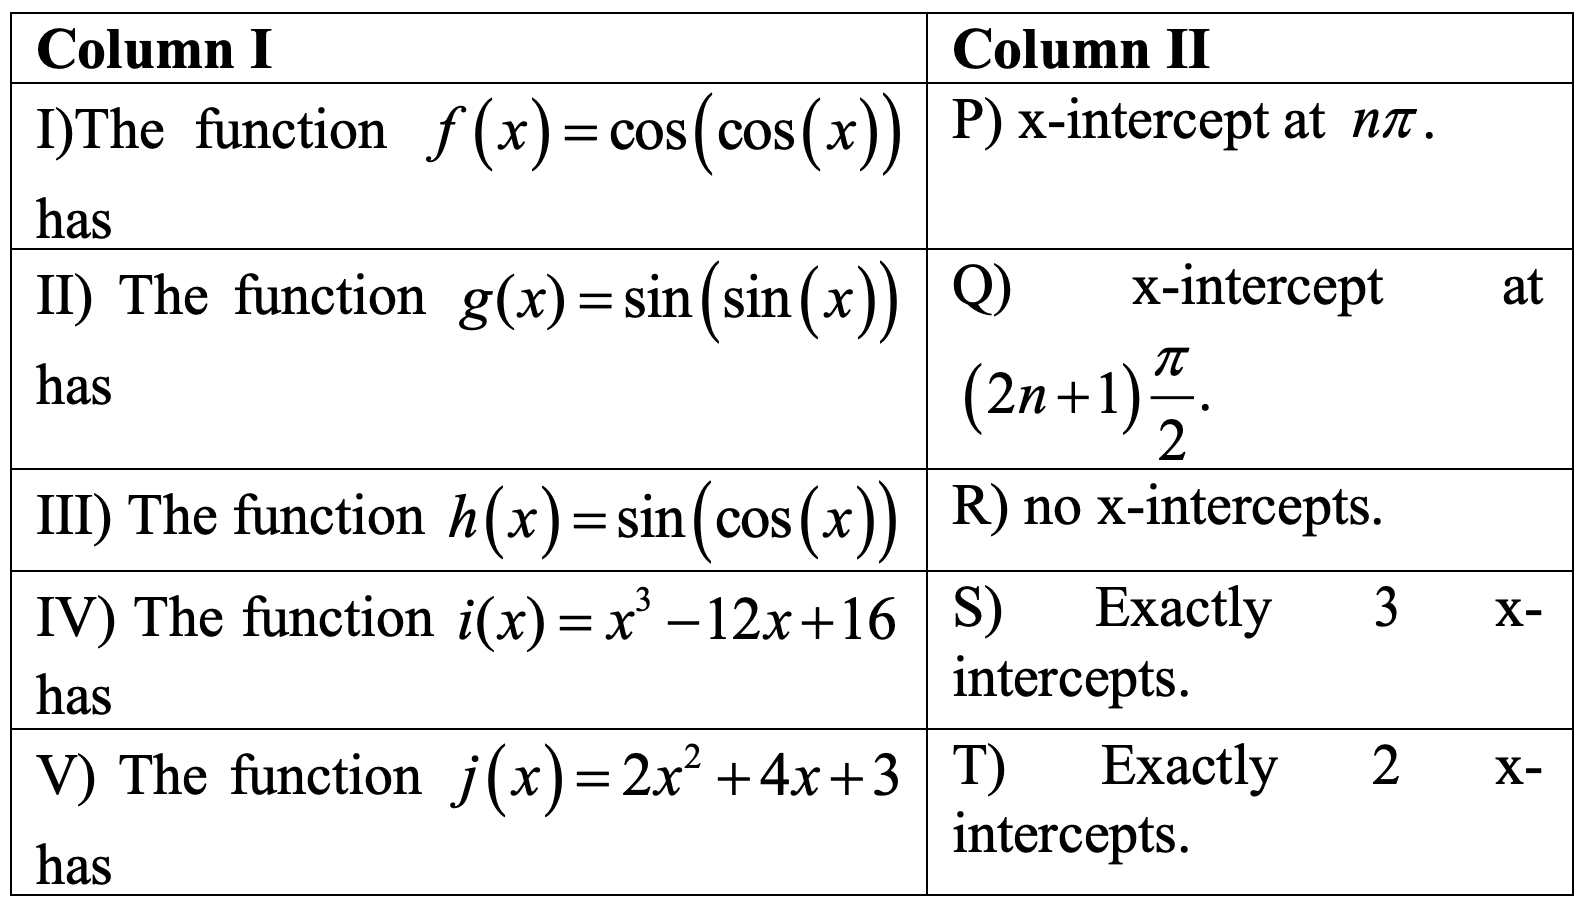 Column I
Column II
I)The function f(x) = cos(cos(x))
has
P) x-intercept at nπ.
II) The function g(x) = sin(sin(x))
has
Q) x-intercept at
(2n+1)π/2.
III) The function h(x) = sin(cos(x))
R) no x-intercepts.
IV) The function i(x) = x³ −12x+16
has
S) Exactly 3 x-
intercepts.
V) The function j(x) = 2x² +4x+3
has
T) Exactly 2 x-
intercepts.